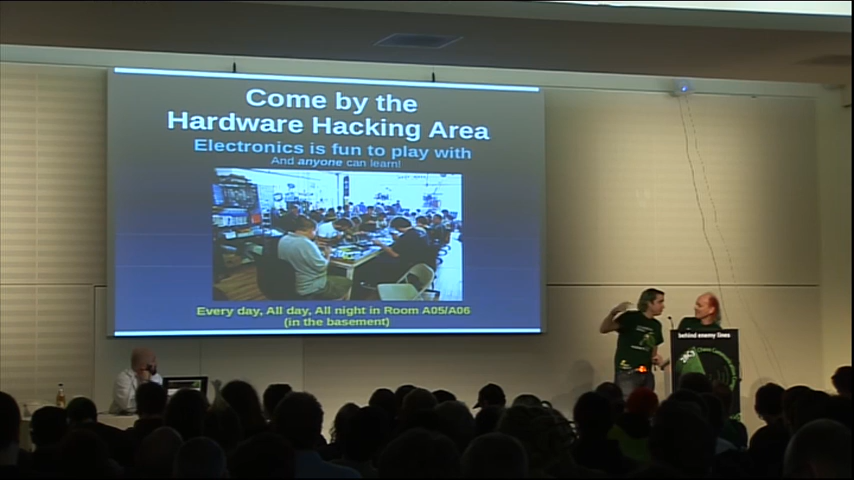 Come by the
Hardware Hacking Area
Electronics is fun to play with
And anyone can learn!
Every day, All day, All night in Room A05/A06
(in the basement)
behind enemy lines